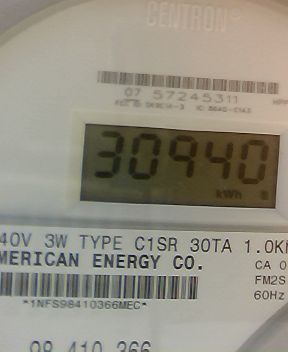 CENTRON®
07 57245311
30940
kWh
40V 3W TYPE C1SR 30TA 1.0K
MERICAN ENERGY CO.
CA 0
FM2S
60Hz
*1NFS98410366MEC*
98 410 366